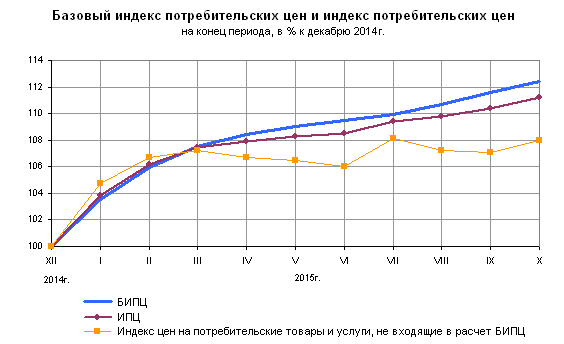 Базовый индекс потребительских цен и индекс потребительских цен
на конец периода, в % к декабрю 2014г.
114
112
110
108
106
104
102
100
XII I II III IV V VI VII VIII IX X
2014г. 2015г.
БИПЦ
ИПЦ
Индекс цен на потребительские товары и услуги, не входящие в расчет БИПЦ